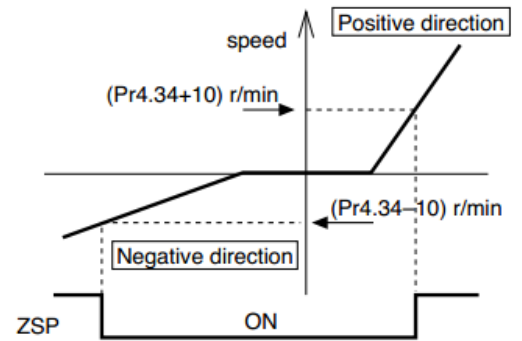 Positive direction
speed
(Pr4.34+10) r/min
(Pr4.34–10) r/min
Negative direction
ZSP
ON